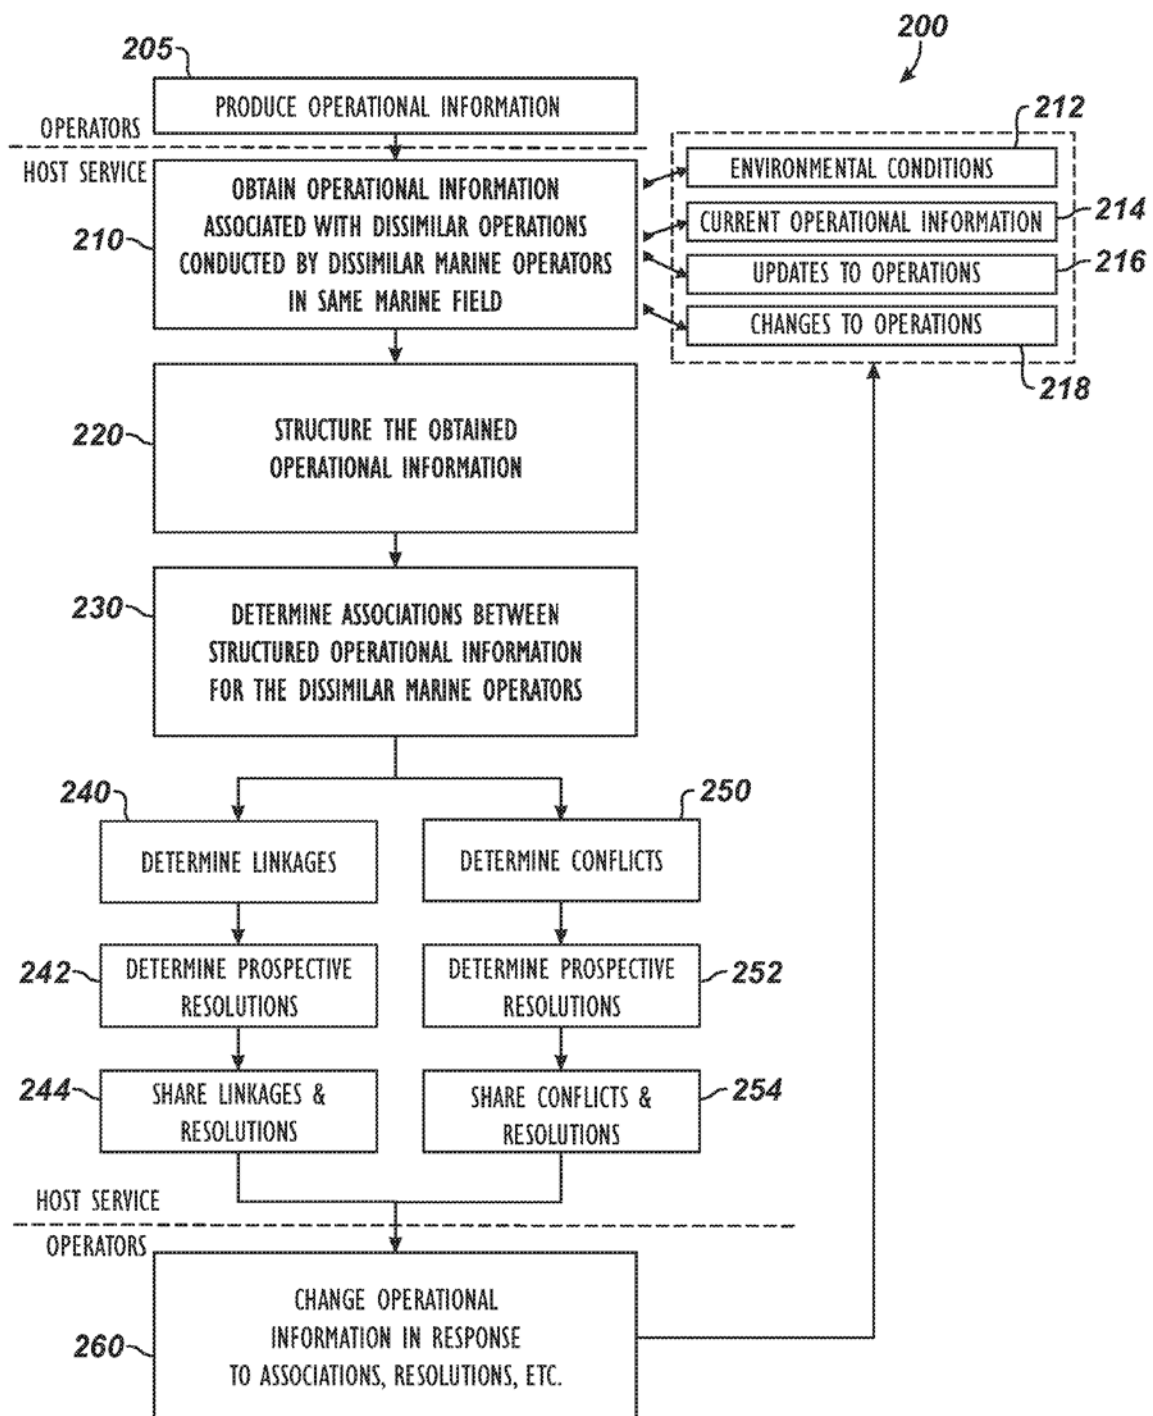 200
205
PRODUCE OPERATIONAL INFORMATION
OPERATORS
HOST SERVICE
210
OBTAIN OPERATIONAL INFORMATION
ASSOCIATED WITH DISSIMILAR OPERATIONS
CONDUCTED BY DISSIMILAR MARINE OPERATORS
IN SAME MARINE FIELD
212
ENVIRONMENTAL CONDITIONS
CURRENT OPERATIONAL INFORMATION
214
UPDATES TO OPERATIONS
216
CHANGES TO OPERATIONS
218
220
STRUCTURE THE OBTAINED
OPERATIONAL INFORMATION
230
DETERMINE ASSOCIATIONS BETWEEN
STRUCTURED OPERATIONAL INFORMATION
FOR THE DISSIMILAR MARINE OPERATORS
240
DETERMINE LINKAGES
250
DETERMINE CONFLICTS
242
DETERMINE PROSPECTIVE
RESOLUTIONS
DETERMINE PROSPECTIVE
RESOLUTIONS
252
244
SHARE LINKAGES &
RESOLUTIONS
SHARE CONFLICTS &
RESOLUTIONS
254
HOST SERVICE
OPERATORS
260
CHANGE OPERATIONAL
INFORMATION IN RESPONSE
TO ASSOCIATIONS, RESOLUTIONS, ETC.